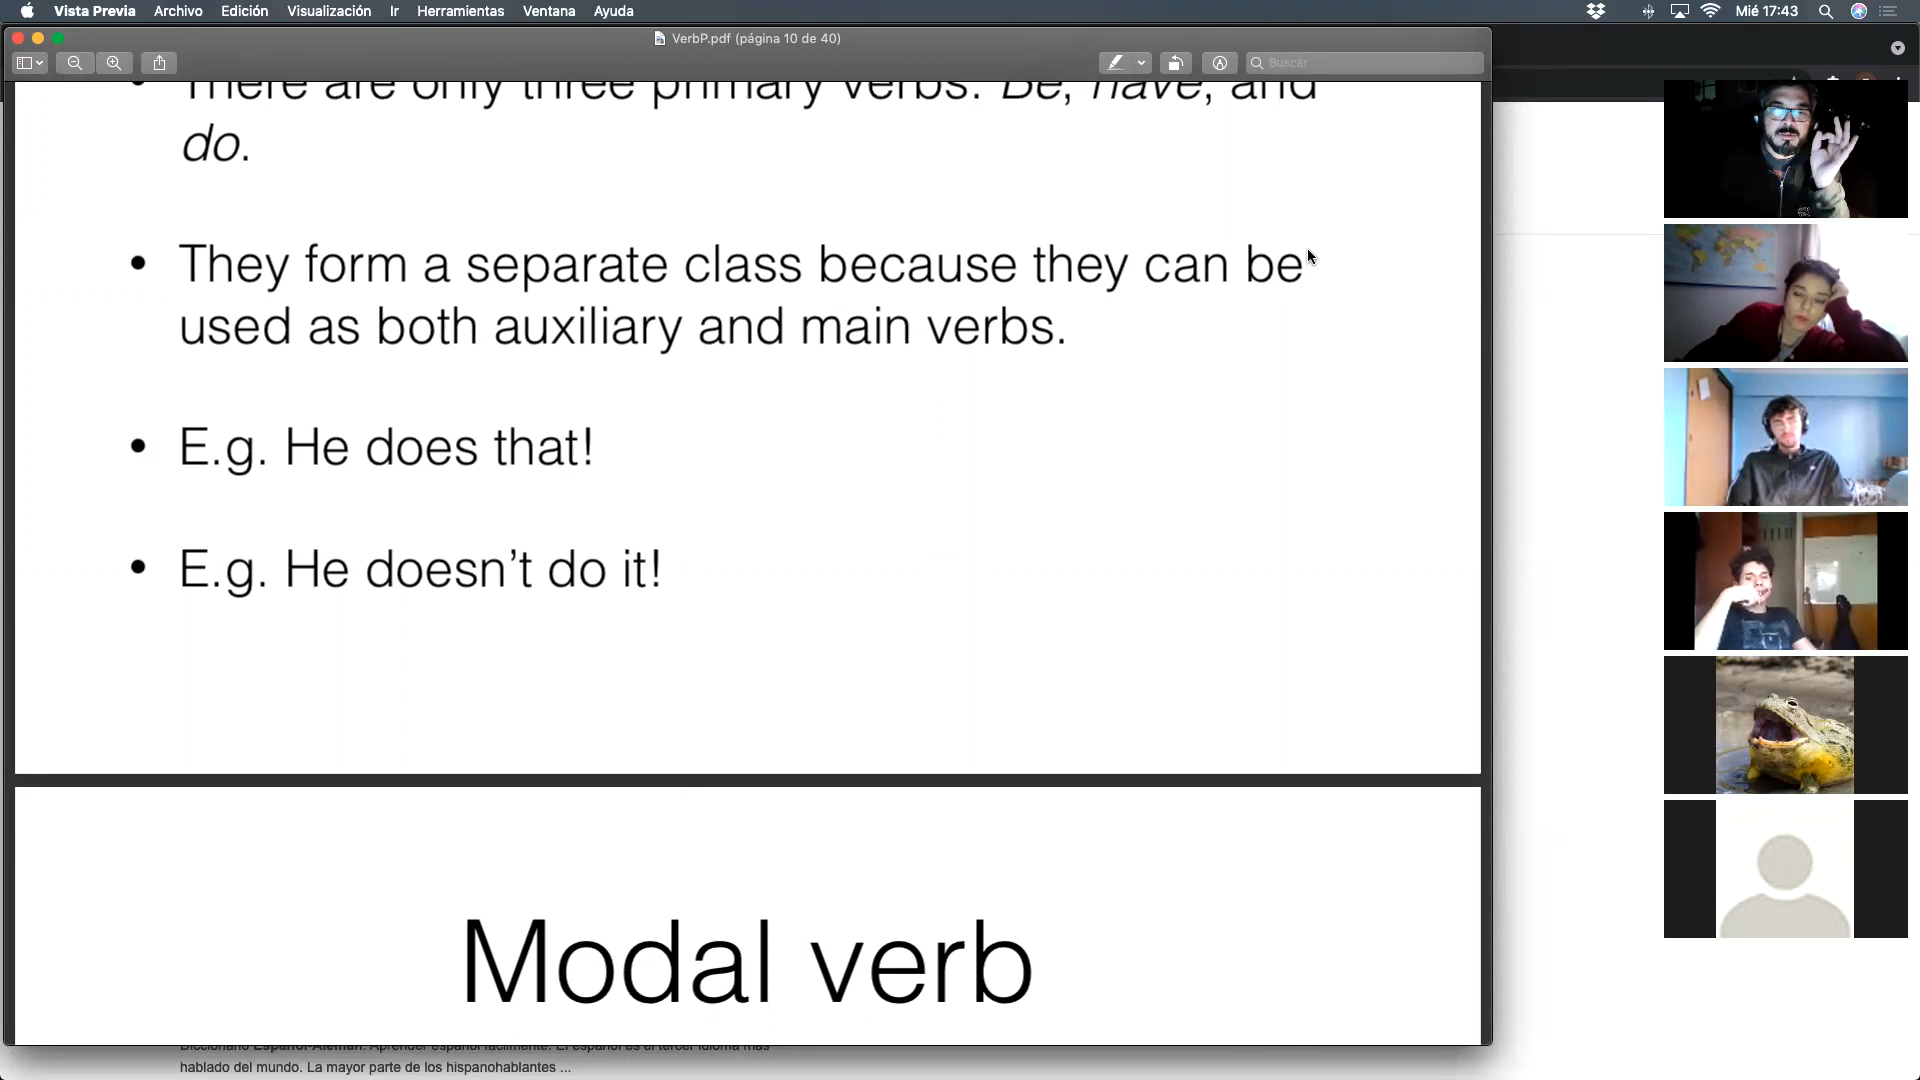 Vista Previa Archivo Edición Visualización Ir Herramientas Ventana Ayuda Mié 17:43
VerbP.pdf (página 10 de 40)
Buscar
There are only three primary verbs: Be, have, and
do.
• They form a separate class because they can be
used as both auxiliary and main verbs.
• E.g. He does that!
• E.g. He doesn’t do it!
Modal verb
Diccionario Español-Alemán. Aprender español fácilmente. El español es el tercer idioma más
hablado del mundo. La mayor parte de los hispanohablantes ...